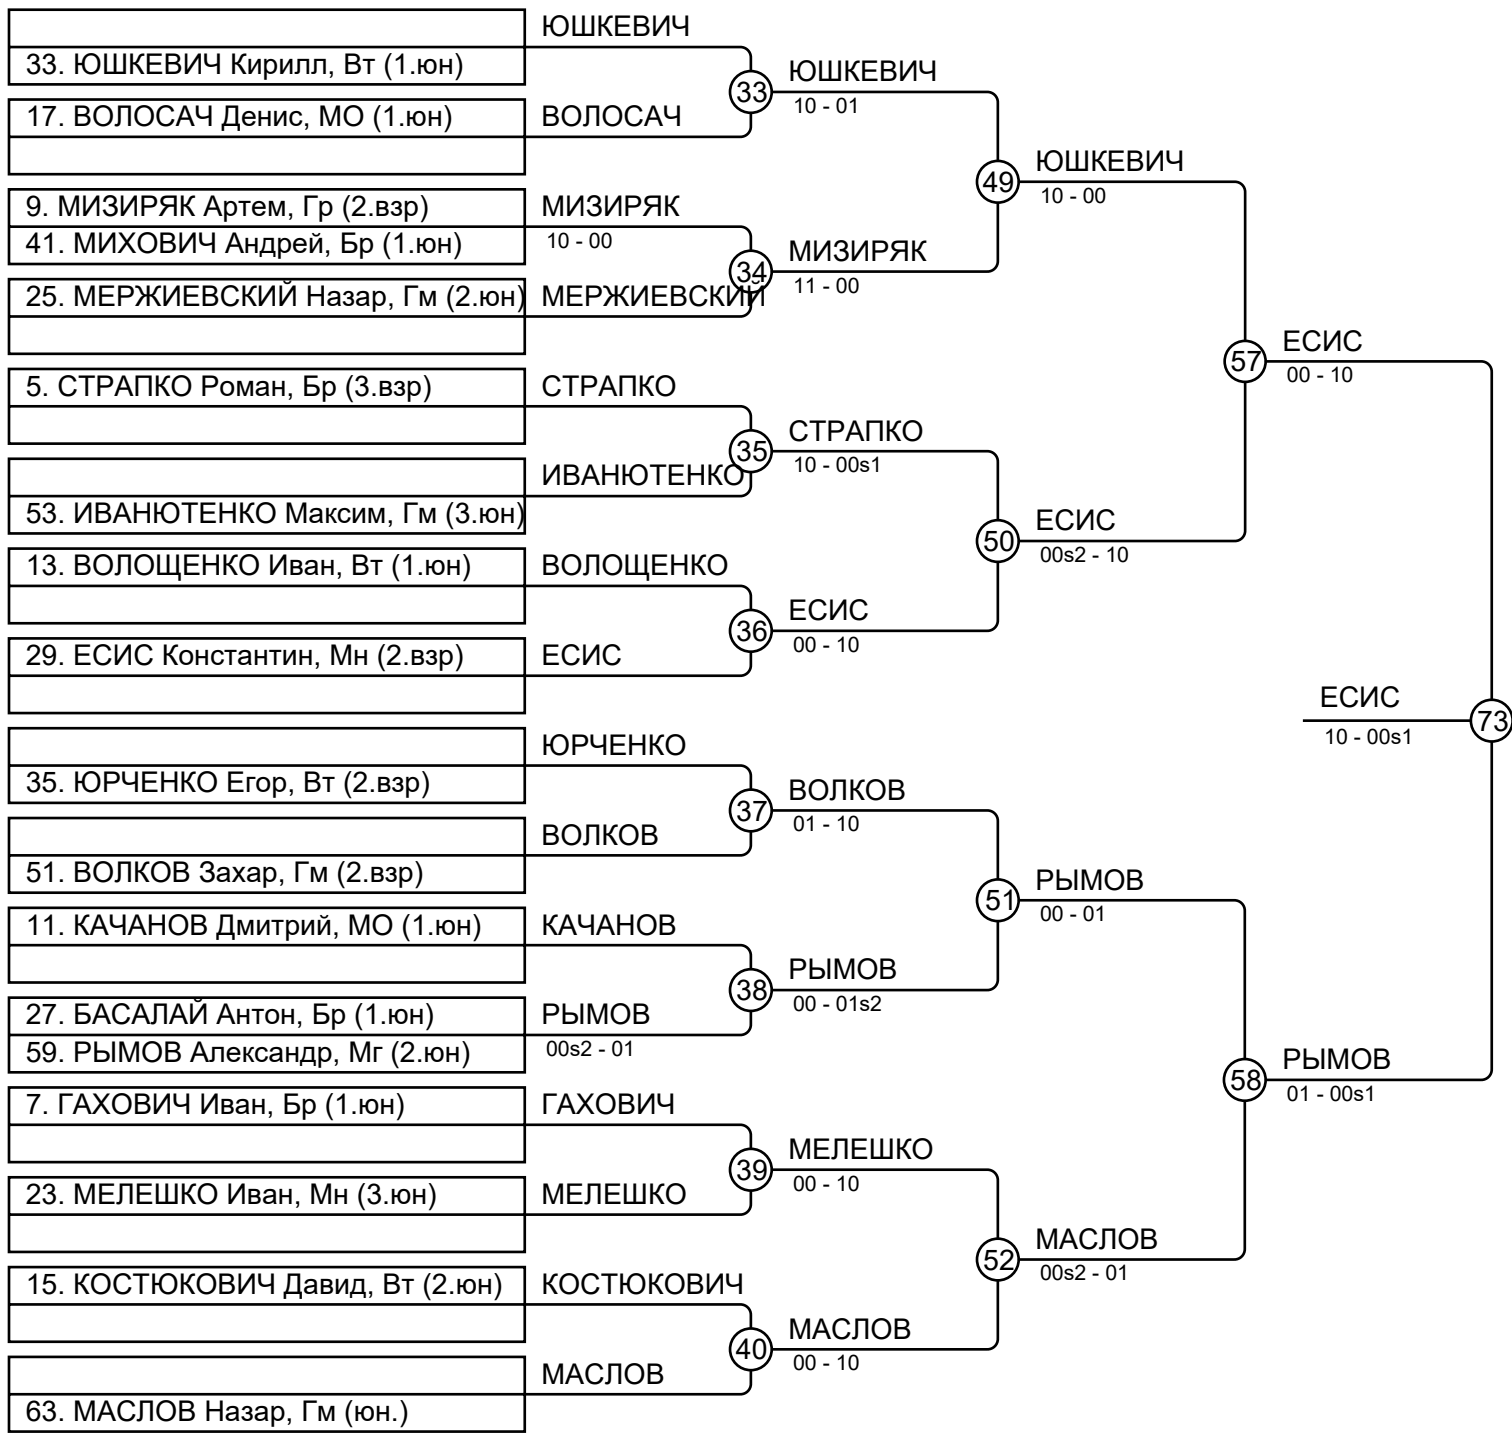 ЮШКЕВИЧ
33. ЮШКЕВИЧ Кирилл, Вт (1.юн)
33
ЮШКЕВИЧ
10 - 01
17. ВОЛОСАЧ Денис, МО (1.юн)
ВОЛОСАЧ
49
ЮШКЕВИЧ
10 - 00
9. МИЗИРЯК Артем, Гр (2.взр)
МИЗИРЯК
10 - 00
41. МИХОВИЧ Андрей, Бр (1.юн)
34
МИЗИРЯК
11 - 00
25. МЕРЖИЕВСКИЙ Назар, Гм (2.юн)
МЕРЖИЕВСКИЙ
57
ЕСИС
00 - 10
5. СТРАПКО Роман, Бр (3.взр)
СТРАПКО
35
СТРАПКО
10 - 00s1
ИВАНЮТЕНКО
53. ИВАНЮТЕНКО Максим, Гм (3.юн)
50
ЕСИС
00s2 - 10
13. ВОЛОЩЕНКО Иван, Вт (1.юн)
ВОЛОЩЕНКО
36
ЕСИС
00 - 10
29. ЕСИС Константин, Мн (2.взр)
ЕСИС
ЕСИС
10 - 00s1
73
ЮРЧЕНКО
35. ЮРЧЕНКО Егор, Вт (2.взр)
37
ВОЛКОВ
01 - 10
ВОЛКОВ
51. ВОЛКОВ Захар, Гм (2.взр)
51
РЫМОВ
00 - 01
11. КАЧАНОВ Дмитрий, МО (1.юн)
КАЧАНОВ
38
РЫМОВ
00 - 01s2
27. БАСАЛАЙ Антон, Бр (1.юн)
РЫМОВ
00s2 - 01
59. РЫМОВ Александр, Мг (2.юн)
58
РЫМОВ
01 - 00s1
7. ГАХОВИЧ Иван, Бр (1.юн)
ГАХОВИЧ
39
МЕЛЕШКО
00 - 10
23. МЕЛЕШКО Иван, Мн (3.юн)
МЕЛЕШКО
52
МАСЛОВ
00s2 - 01
15. КОСТЮКОВИЧ Давид, Вт (2.юн)
КОСТЮКОВИЧ
40
МАСЛОВ
00 - 10
МАСЛОВ
63. МАСЛОВ Назар, Гм (юн.)